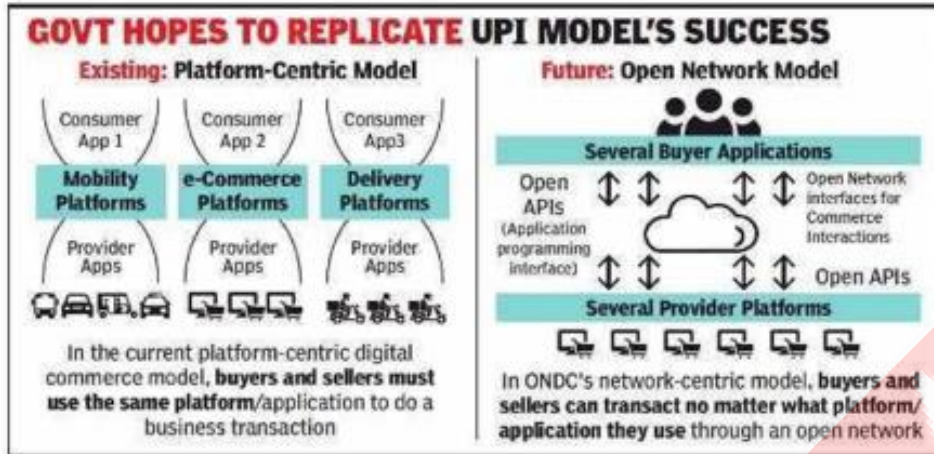 GOVT HOPES TO REPLICATE UPI MODEL'S SUCCESS
Existing: Platform-Centric Model
Consumer
App 1
Consumer
App 2
Consumer
App3
Mobility
Platforms
e-Commerce
Platforms
Delivery
Platforms
Provider
Apps
Provider
Apps
Provider
Apps
In the current platform-centric digital
commerce model, buyers and sellers must
use the same platform/application to do a
business transaction
Future: Open Network Model
Several Buyer Applications
Open
APIs
(Application
programming
interface)
Open Network
interfaces for
Commerce
Interactions
Open APIs
Several Provider Platforms
In ONDC's network-centric model, buyers and
sellers can transact no matter what platform/
application they use through an open network